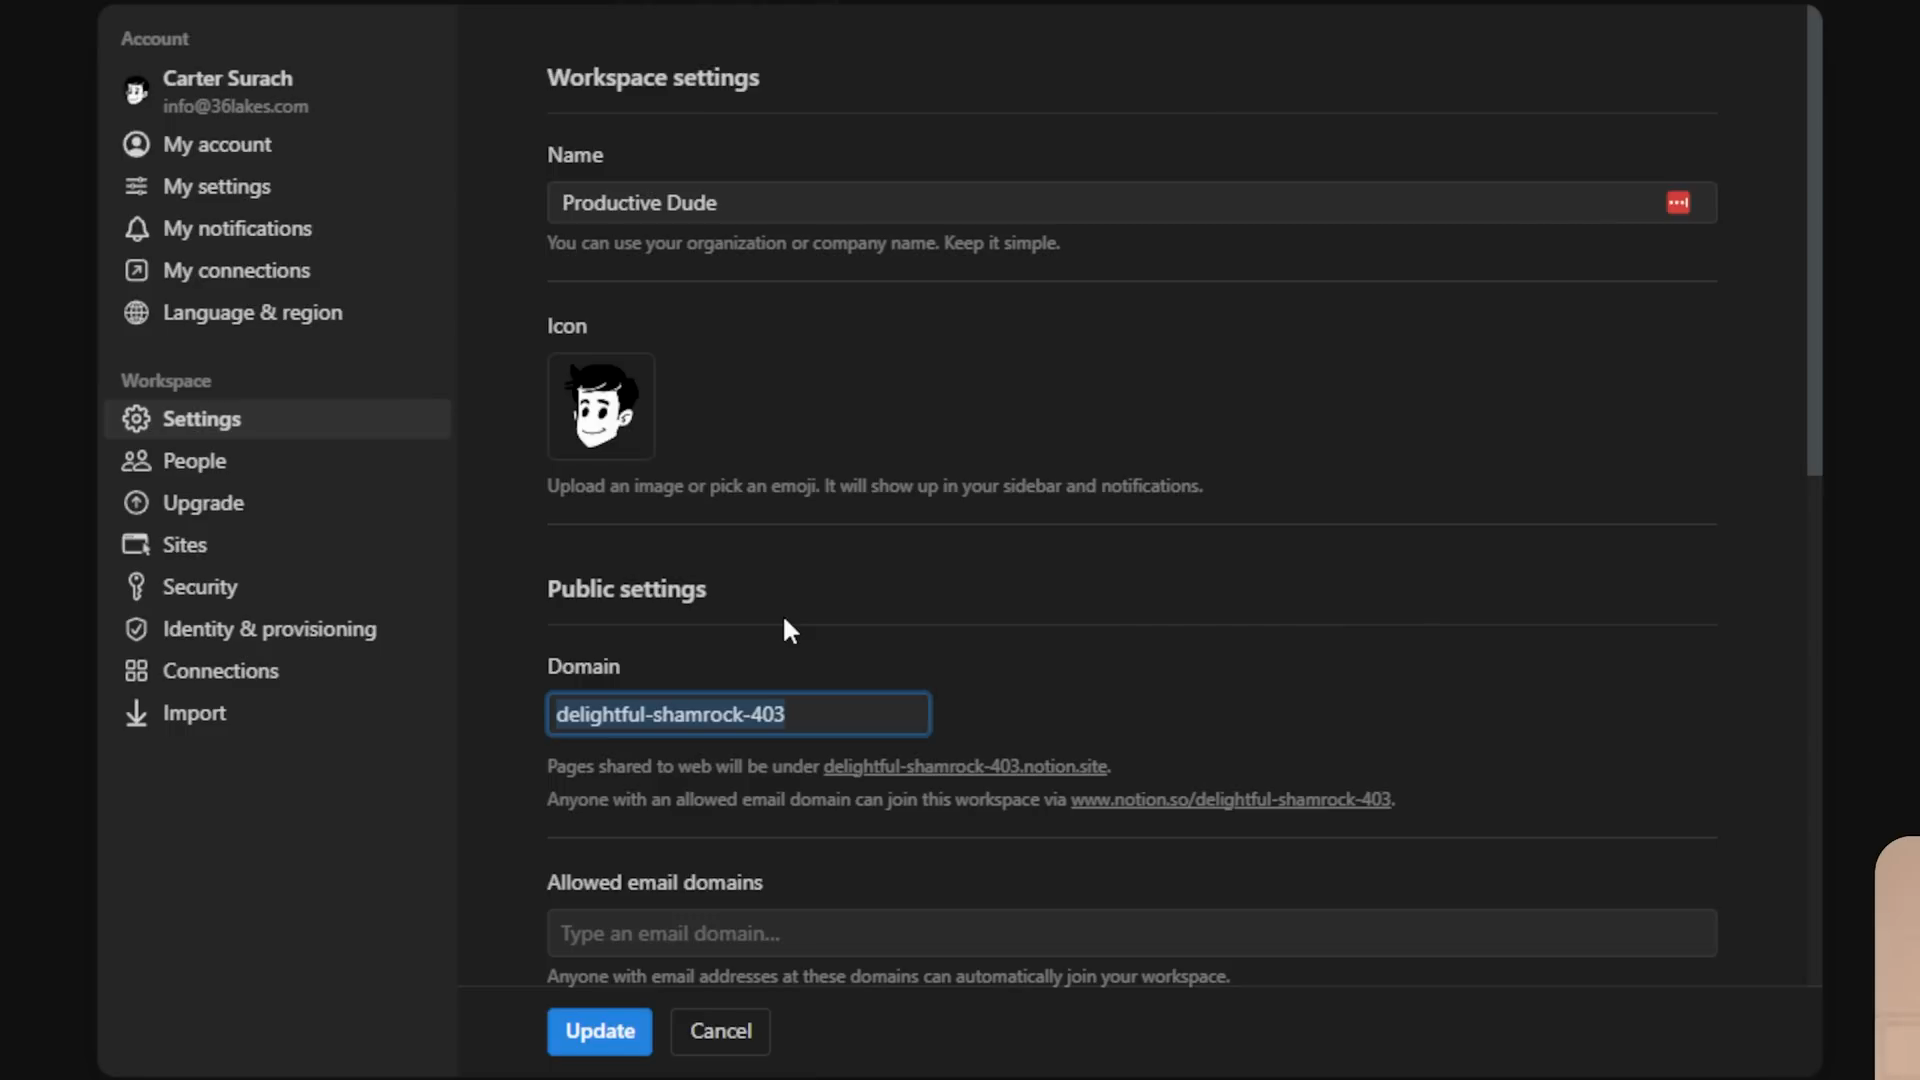 Account
Carter Surach
info@36lakes.com
My account
My settings
My notifications
My connections
Language & region
Workspace
Settings
People
Upgrade
Sites
Security
Identity & provisioning
Connections
Import
Workspace settings
Name
Productive Dude
You can use your organization or company name. Keep it simple.
Icon
Upload an image or pick an emoji. It will show up in your sidebar and notifications.
Public settings
Domain
delightful-shamrock-403
Pages shared to web will be under delightful-shamrock-403.notion.site.
Anyone with an allowed email domain can join this workspace via www.notion.so/delightful-shamrock-403.
Allowed email domains
Type an email domain...
Anyone with email addresses at these domains can automatically join your workspace.
Update
Cancel